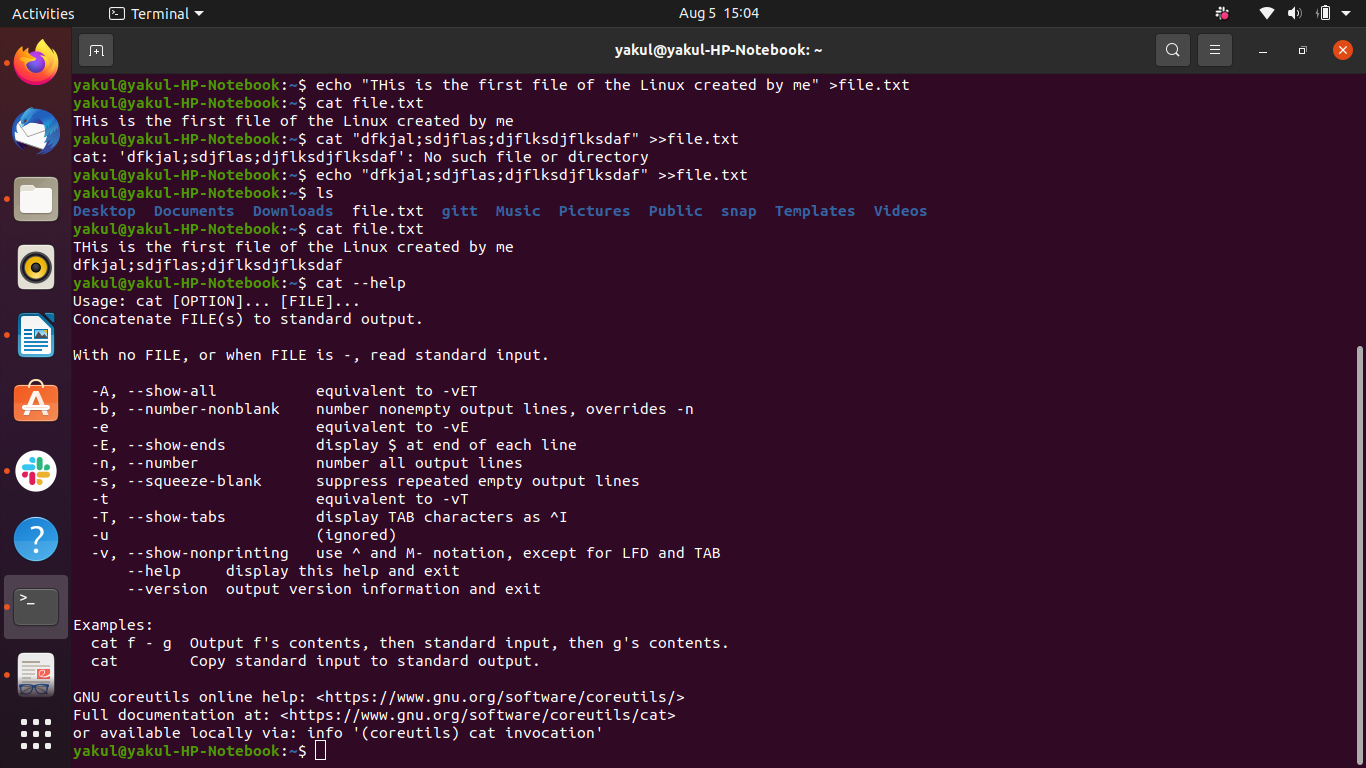 Activities Terminal Aug 5 15:04
yakul@yakul-HP-Notebook: ~
yakul@yakul-HP-Notebook:~$ echo "THis is the first file of the Linux created by me" >file.txt
yakul@yakul-HP-Notebook:~$ cat file.txt
THis is the first file of the Linux created by me
yakul@yakul-HP-Notebook:~$ cat "dfkjal;sdjflas;djflksdjflksdaf" >>file.txt
cat: 'dfkjal;sdjflas;djflksdjflksdaf': No such file or directory
yakul@yakul-HP-Notebook:~$ echo "dfkjal;sdjflas;djflksdjflksdaf" >>file.txt
yakul@yakul-HP-Notebook:~$ ls
Desktop  Documents  Downloads  file.txt  gitt  Music  Pictures  Public  snap  Templates  Videos
yakul@yakul-HP-Notebook:~$ cat file.txt
THis is the first file of the Linux created by me
dfkjal;sdjflas;djflksdjflksdaf
yakul@yakul-HP-Notebook:~$ cat --help
Usage: cat [OPTION]... [FILE]...
Concatenate FILE(s) to standard output.

With no FILE, or when FILE is -, read standard input.

  -A, --show-all           equivalent to -vET
  -b, --number-nonblank    number nonempty output lines, overrides -n
  -e                       equivalent to -vE
  -E, --show-ends          display $ at end of each line
  -n, --number             number all output lines
  -s, --squeeze-blank      suppress repeated empty output lines
  -t                       equivalent to -vT
  -T, --show-tabs          display TAB characters as ^I
  -u                       (ignored)
  -v, --show-nonprinting   use ^ and M- notation, except for LFD and TAB
      --help     display this help and exit
      --version  output version information and exit

Examples:
  cat f - g  Output f's contents, then standard input, then g's contents.
  cat        Copy standard input to standard output.

GNU coreutils online help: <https://www.gnu.org/software/coreutils/>
Full documentation at: <https://www.gnu.org/software/coreutils/cat>
or available locally via: info '(coreutils) cat invocation'
yakul@yakul-HP-Notebook:~$